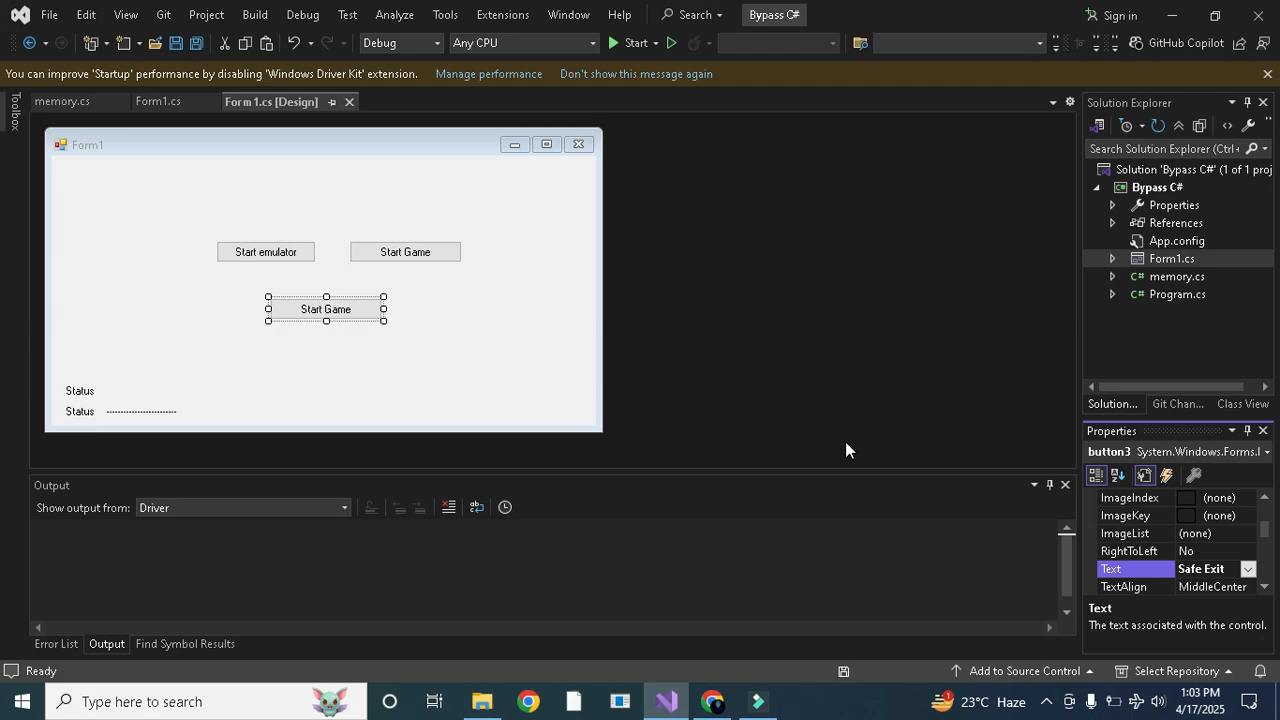 File Edit View Git Project Build Debug Test Analyze Tools Extensions Window Help Search Bypass C# Sign in
Debug Any CPU Start GitHub Copilot
You can improve 'Startup' performance by disabling 'Windows Driver Kit' extension. Manage performance Don't show this message again
Toolbox
memory.cs Form1.cs Form1.cs [Design]
Form1
Start emulator Start Game
Start Game
Status
Status ------------------------
Solution Explorer
Search Solution Explorer (Ctrl+
Solution 'Bypass C#' (1 of 1 proj
Bypass C#
Properties
References
App.config
Form1.cs
memory.cs
Program.cs
Solution... Git Chan... Class View
Properties
button3 System.Windows.Forms.
ImageIndex (none)
ImageKey (none)
ImageList (none)
RightToLeft No
Text Safe Exit
TextAlign MiddleCenter
Text
The text associated with the control.
Output
Show output from: Driver
Error List Output Find Symbol Results
Ready Add to Source Control Select Repository
Type here to search 1 23°C Haze 1:03 PM
4/17/2025